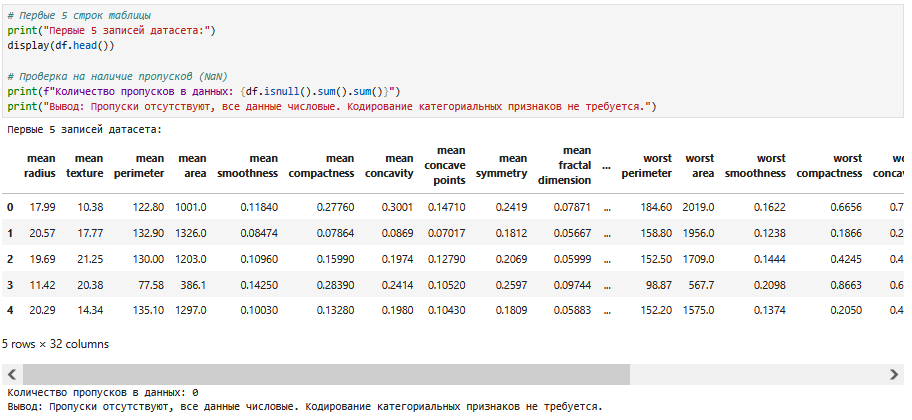 # Первые 5 строк таблицы
print("Первые 5 записей датасета:")
display(df.head())
# Проверка на наличие пропусков (NaN)
print(f"Количество пропусков в данных: {df.isnull().sum().sum()}")
print("Вывод: Пропуски отсутствуют, все данные числовые. Кодирование категориальных признаков не требуется.")
Первые 5 записей датасета:
mean radius mean texture mean perimeter mean area mean smoothness mean compactness mean concavity mean concave points mean symmetry mean fractal dimension ... worst perimeter worst area worst smoothness worst compactness worst concav
0 17.99 10.38 122.80 1001.0 0.11840 0.27760 0.3001 0.14710 0.2419 0.07871 ... 184.60 2019.0 0.1622 0.6656 0.7
1 20.57 17.77 132.90 1326.0 0.08474 0.07864 0.0869 0.07017 0.1812 0.05667 ... 158.80 1956.0 0.1238 0.1866 0.2
2 19.69 21.25 130.00 1203.0 0.10960 0.15990 0.1974 0.12790 0.2069 0.05999 ... 152.50 1709.0 0.1444 0.4245 0.4
3 11.42 20.38 77.58 386.1 0.14250 0.28390 0.2414 0.10520 0.2597 0.09744 ... 98.87 567.7 0.2098 0.8663 0.6
4 20.29 14.34 135.10 1297.0 0.10030 0.13280 0.1980 0.10430 0.1809 0.05883 ... 152.20 1575.0 0.1374 0.2050 0.4
5 rows × 32 columns
Количество пропусков в данных: 0
Вывод: Пропуски отсутствуют, все данные числовые. Кодирование категориальных признаков не требуется.